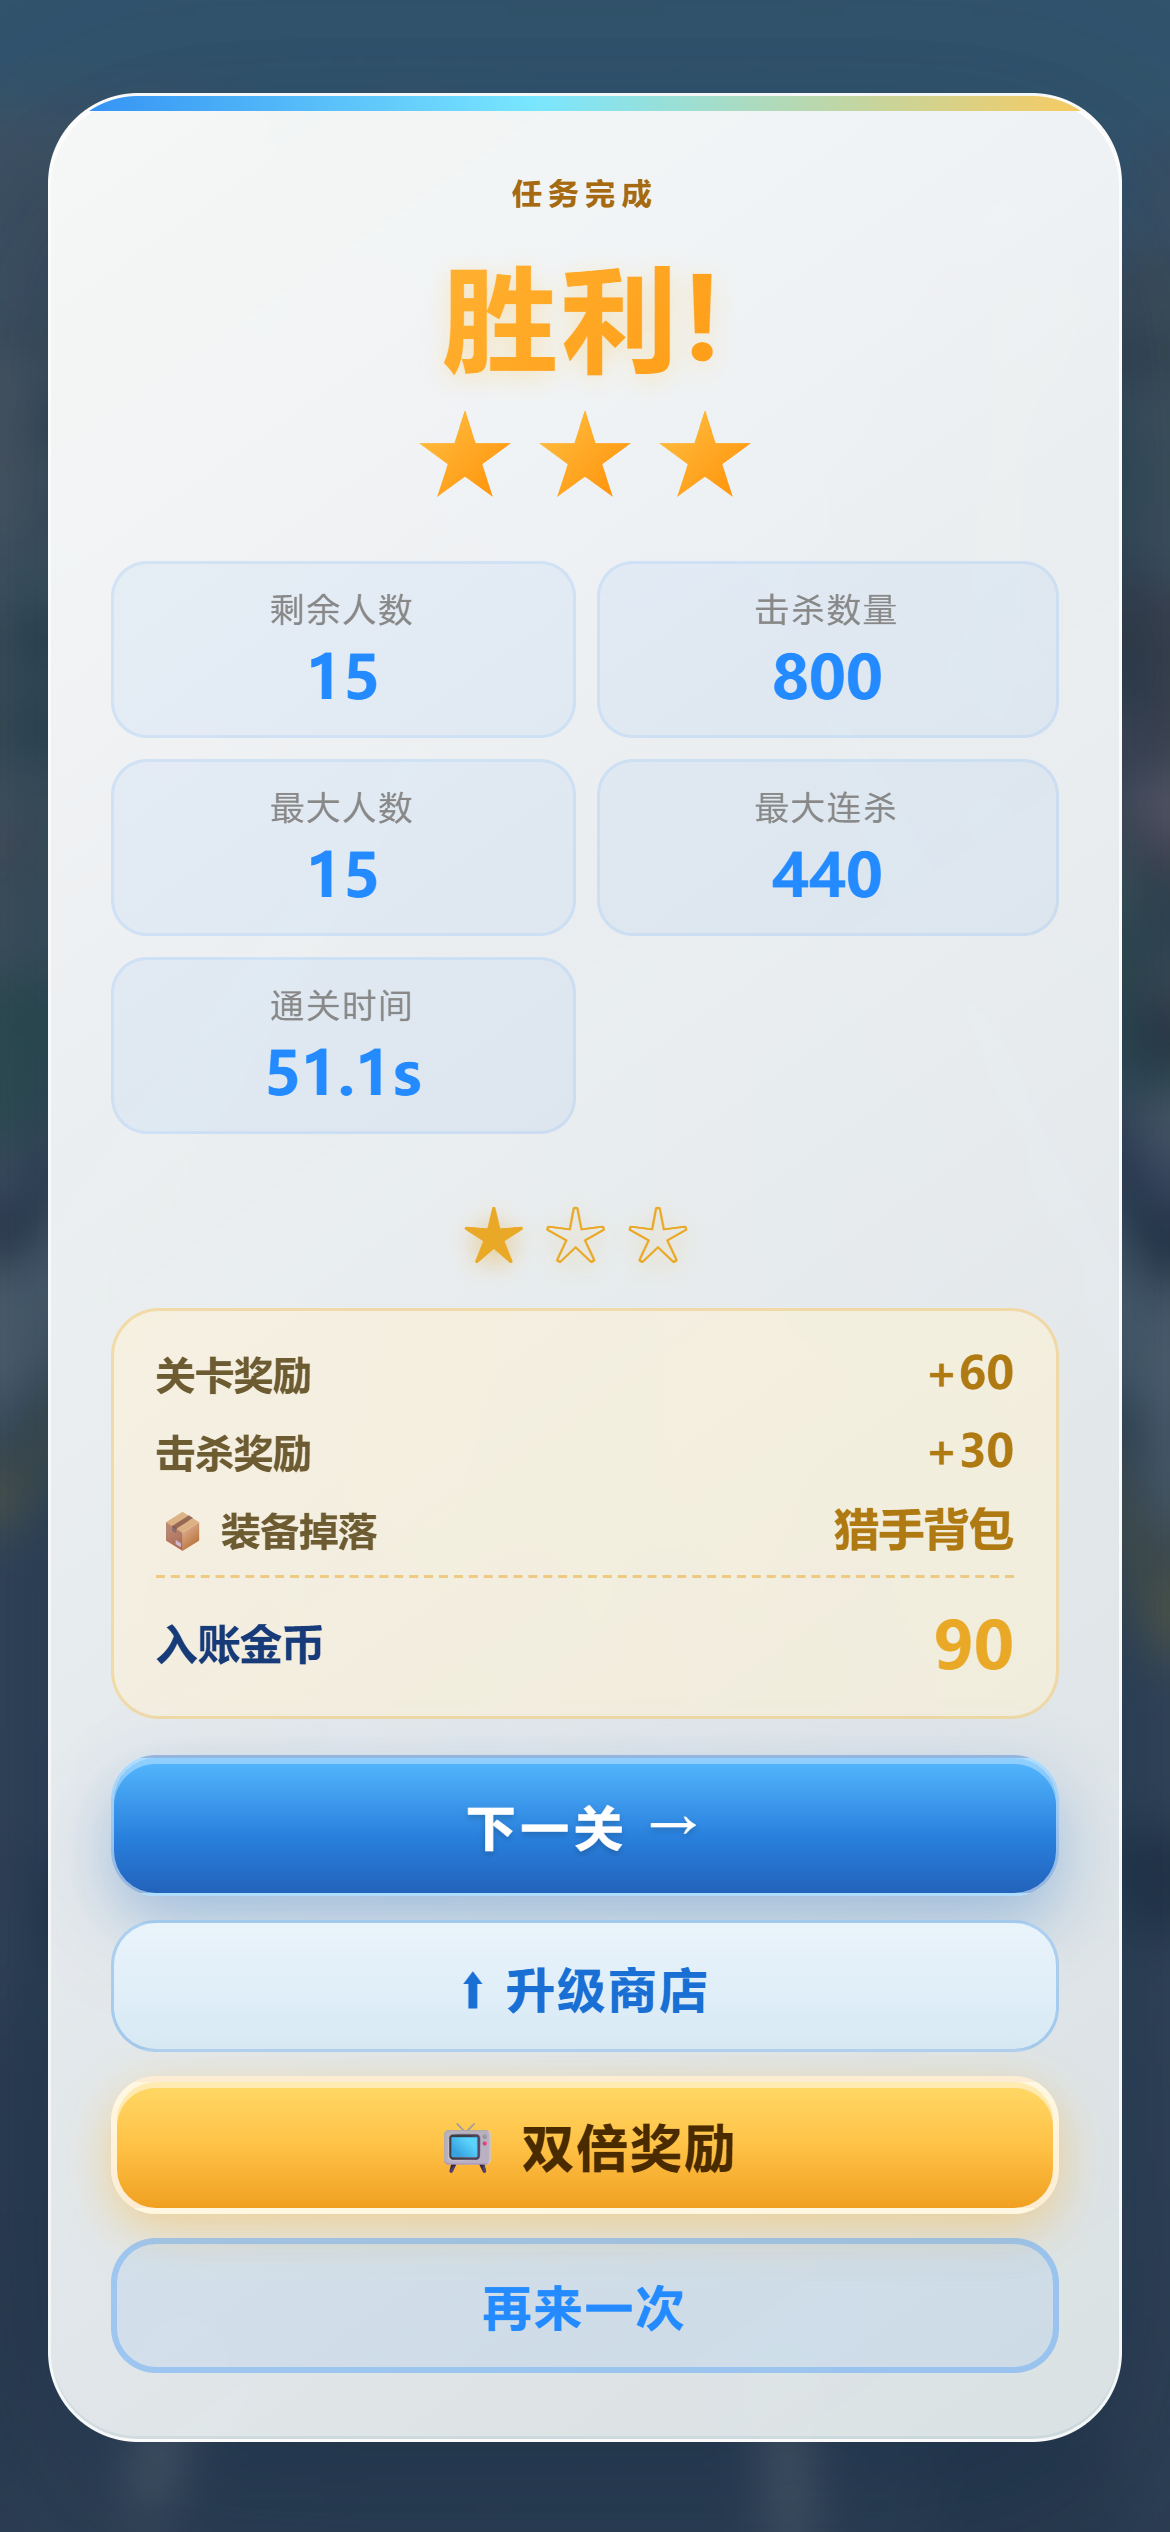 任务完成
胜利!
剩余人数
15
击杀数量
800
最大人数
15
最大连杀
440
通关时间
51.1s
关卡奖励 +60
击杀奖励 +30
装备掉落 猎手背包
入账金币 90
下一关 →
升级商店
双倍奖励
再来一次